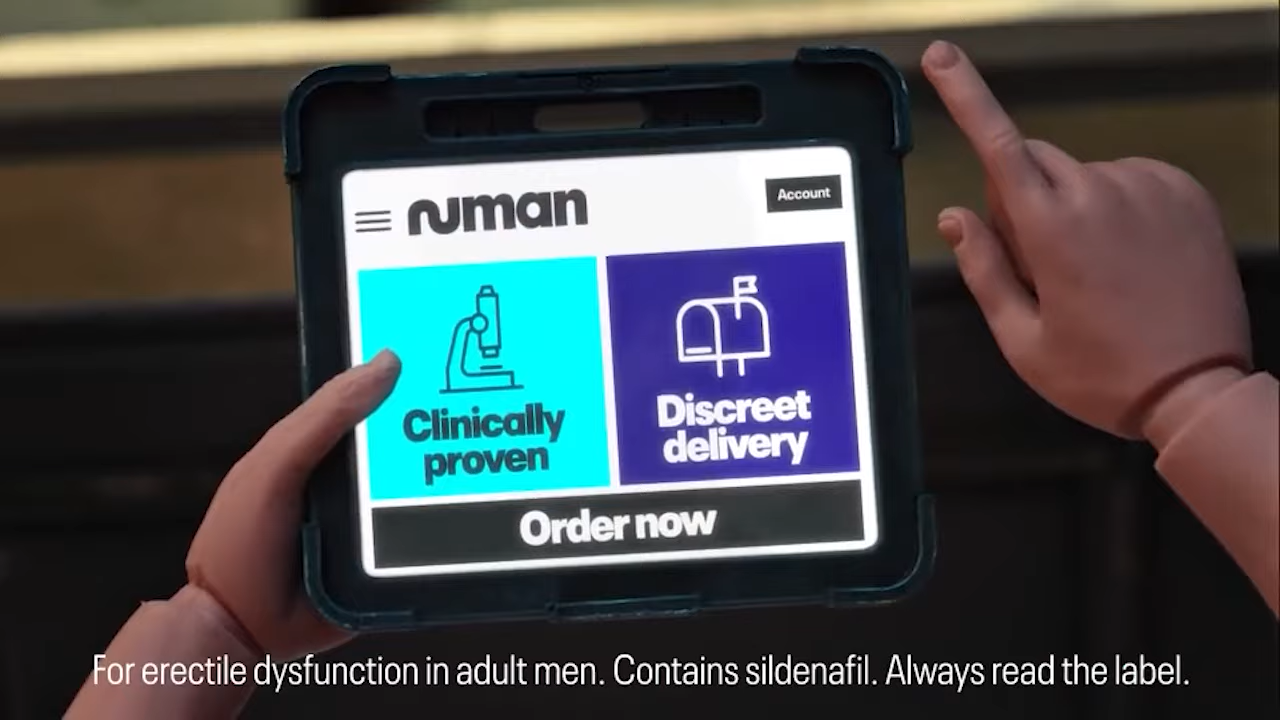 numan
Account
Clinically
proven
Discreet
delivery
Order now
For erectile dysfunction in adult men. Contains sildenafil. Always read the label.